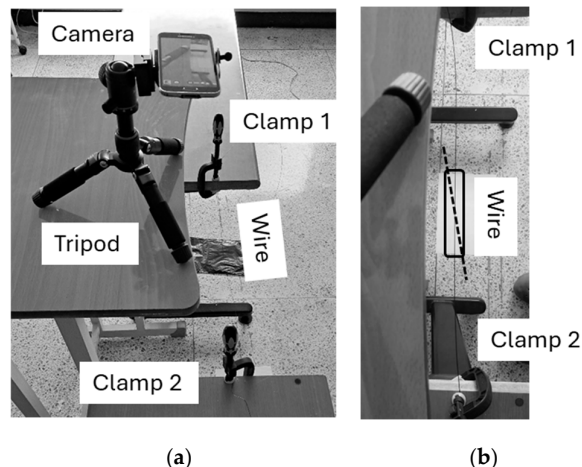 Camera
Clamp 1
Wire
Tripod
Clamp 2
Clamp 1
Wire
Clamp 2
(a)
(b)